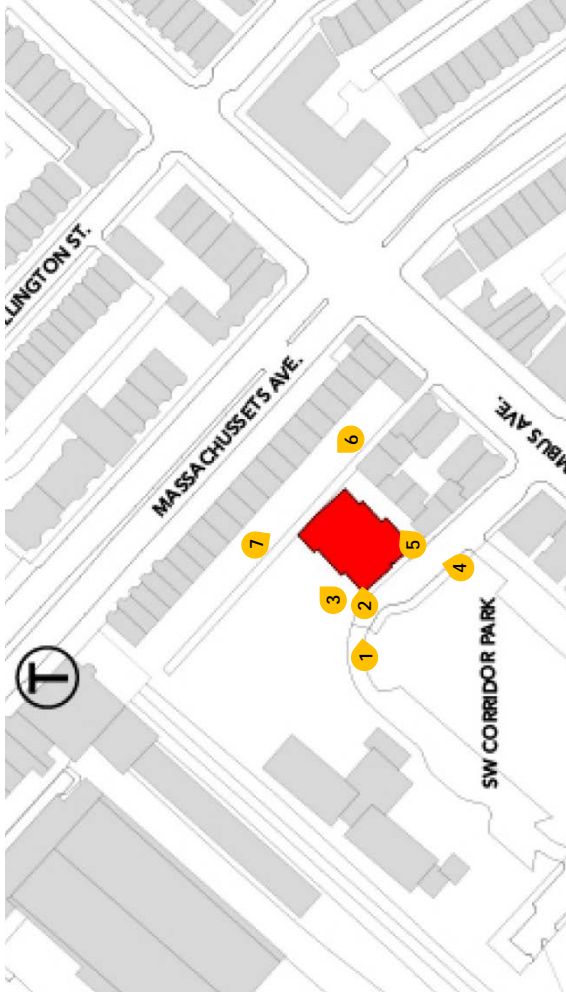 LLINGTON ST.
MASSACHUSSETS AVE.
MBUS AVE.
SW CORRIDOR PARK
T
1
2
3
4
5
6
7